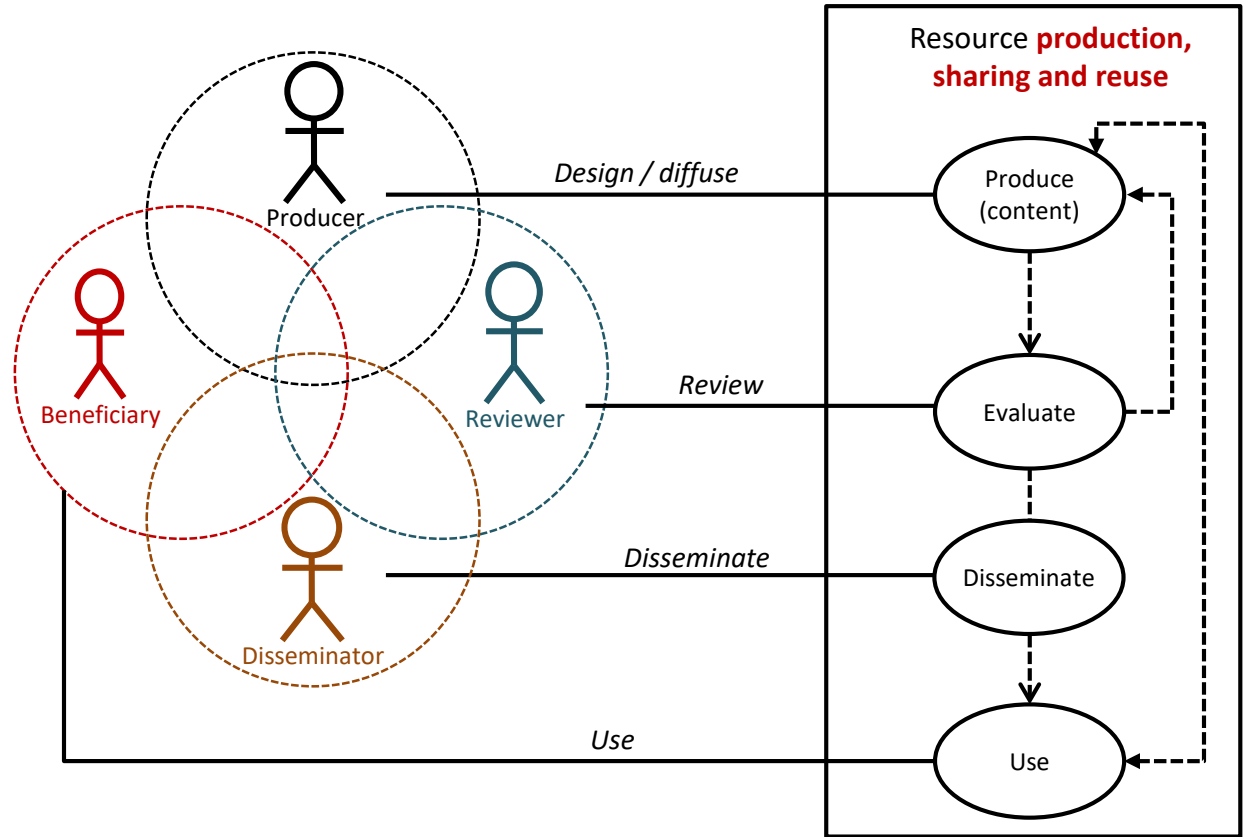 Resource production,
sharing and reuse
Design / diffuse
Produce
(content)
Producer
Review
Evaluate
Beneficiary
Reviewer
Disseminate
Disseminate
Disseminator
Use
Use